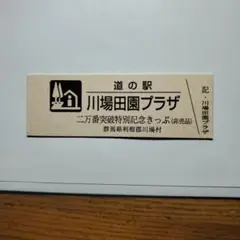 道の駅
川場田園プラザ
二万番突破特別記念きっぷ(非売品)
群馬県利根郡川場村
記・川場田園プラザ